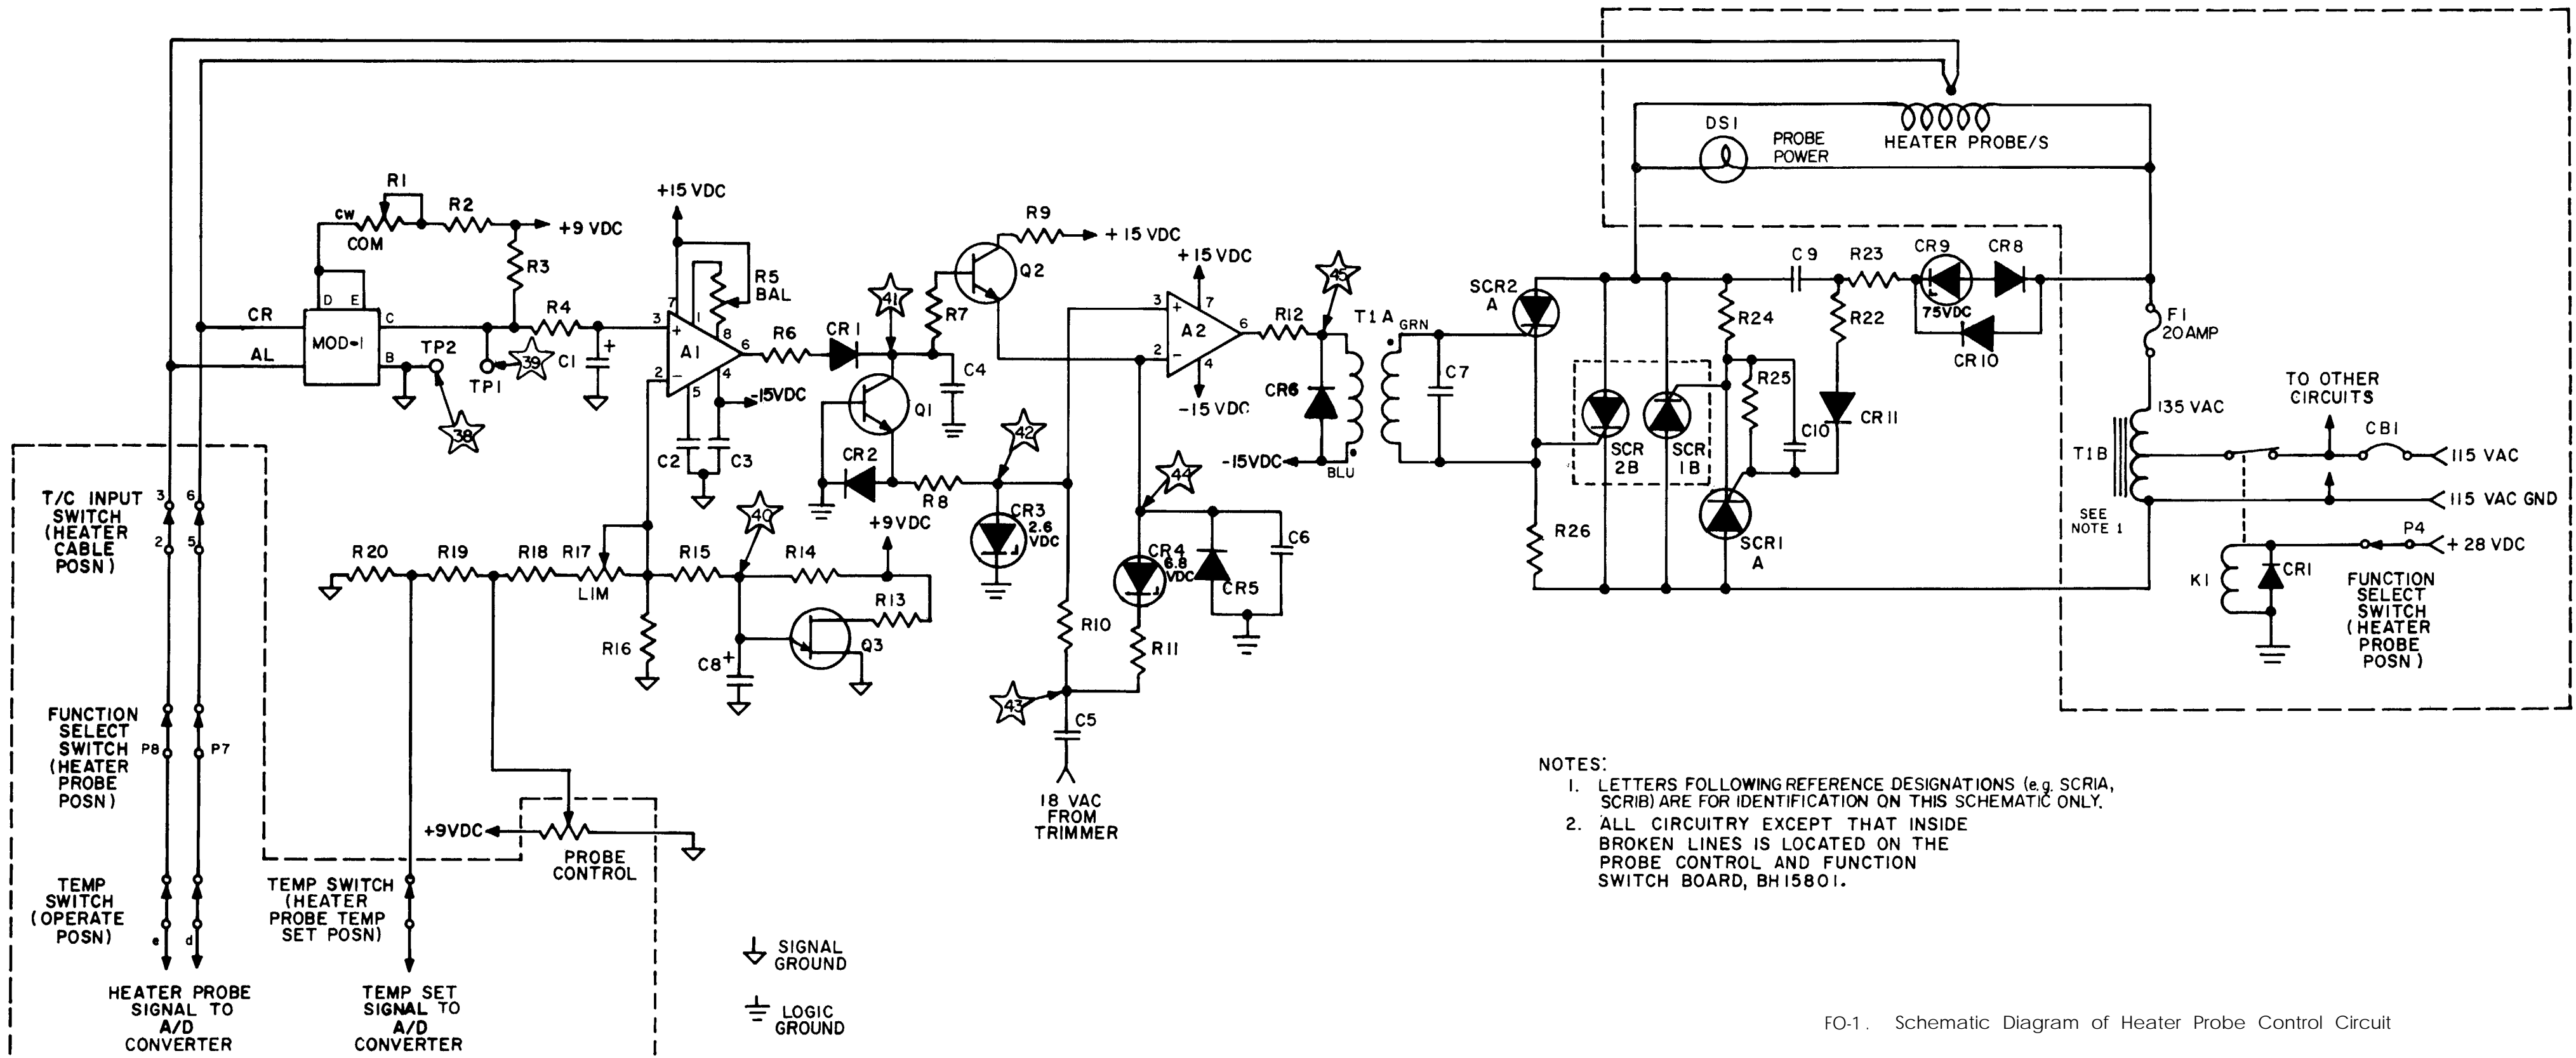 DS1
PROBE
POWER
HEATER PROBE/S
R1
CW
COM
R2
+9 VDC
R3
D E
CR
AL
MOD-1
C
B
TP2
38
TP1
39
R4
C1
+
+15 VDC
7
1
8
3
+
A1
2
-
5
4
6
R5
BAL
-15VDC
C2
C3
R6
CR 1
41
R7
Q2
R9
+ 15 VDC
C4
Q1
CR2
R8
42
CR3
2.6
VDC
+15 VDC
3
+
7
A2
6
2
-
4
-15 VDC
R12
45
CR6
-15VDC
BLU
T1A
GRN
C7
SCR2
A
R26
SCR
2B
SCR
1B
R24
R25
C10
SCR1
A
C 9
R23
R22
CR11
CR9
75VDC
CR8
CR10
F1
20 AMP
135 VAC
T1B
SEE
NOTE 1
TO OTHER
CIRCUITS
CB1
115 VAC
115 VAC GND
P4
+ 28 VDC
K1
CR1
FUNCTION
SELECT
SWITCH
(HEATER
PROBE
POSN)
44
CR4
6.8
VDC
CR5
C6
R10
R11
43
C5
18 VAC
FROM
TRIMMER
T/C INPUT
SWITCH
(HEATER
CABLE
POSN)
3
6
2
5
R20
R19
R18
R17
LIM
R15
40
R14
+9VDC
R13
R16
C8
+
Q3
FUNCTION
SELECT
SWITCH
(HEATER
PROBE
POSN)
P8
P7
+9VDC
PROBE
CONTROL
TEMP
SWITCH
(OPERATE
POSN)
e
d
TEMP SWITCH
(HEATER
PROBE TEMP
SET POSN)
HEATER PROBE
SIGNAL TO
A/D
CONVERTER
TEMP SET
SIGNAL TO
A/D
CONVERTER
SIGNAL
GROUND
LOGIC
GROUND
NOTES:
1. LETTERS FOLLOWING REFERENCE DESIGNATIONS (e.g. SCR1A,
SCR1B) ARE FOR IDENTIFICATION ON THIS SCHEMATIC ONLY.
2. ALL CIRCUITRY EXCEPT THAT INSIDE
BROKEN LINES IS LOCATED ON THE
PROBE CONTROL AND FUNCTION
SWITCH BOARD, BH15801.
FO-1. Schematic Diagram of Heater Probe Control Circuit